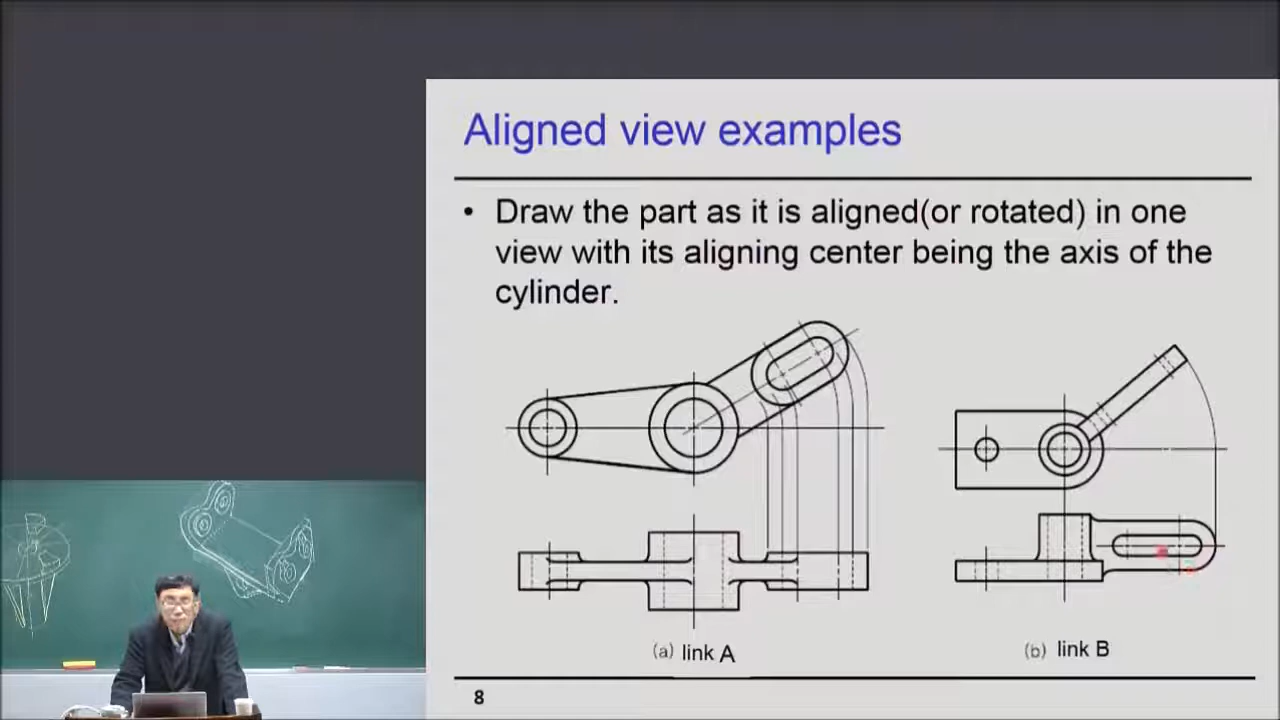 Aligned view examples
• Draw the part as it is aligned(or rotated) in one
view with its aligning center being the axis of the
cylinder.
(a) link A
(b) link B
8